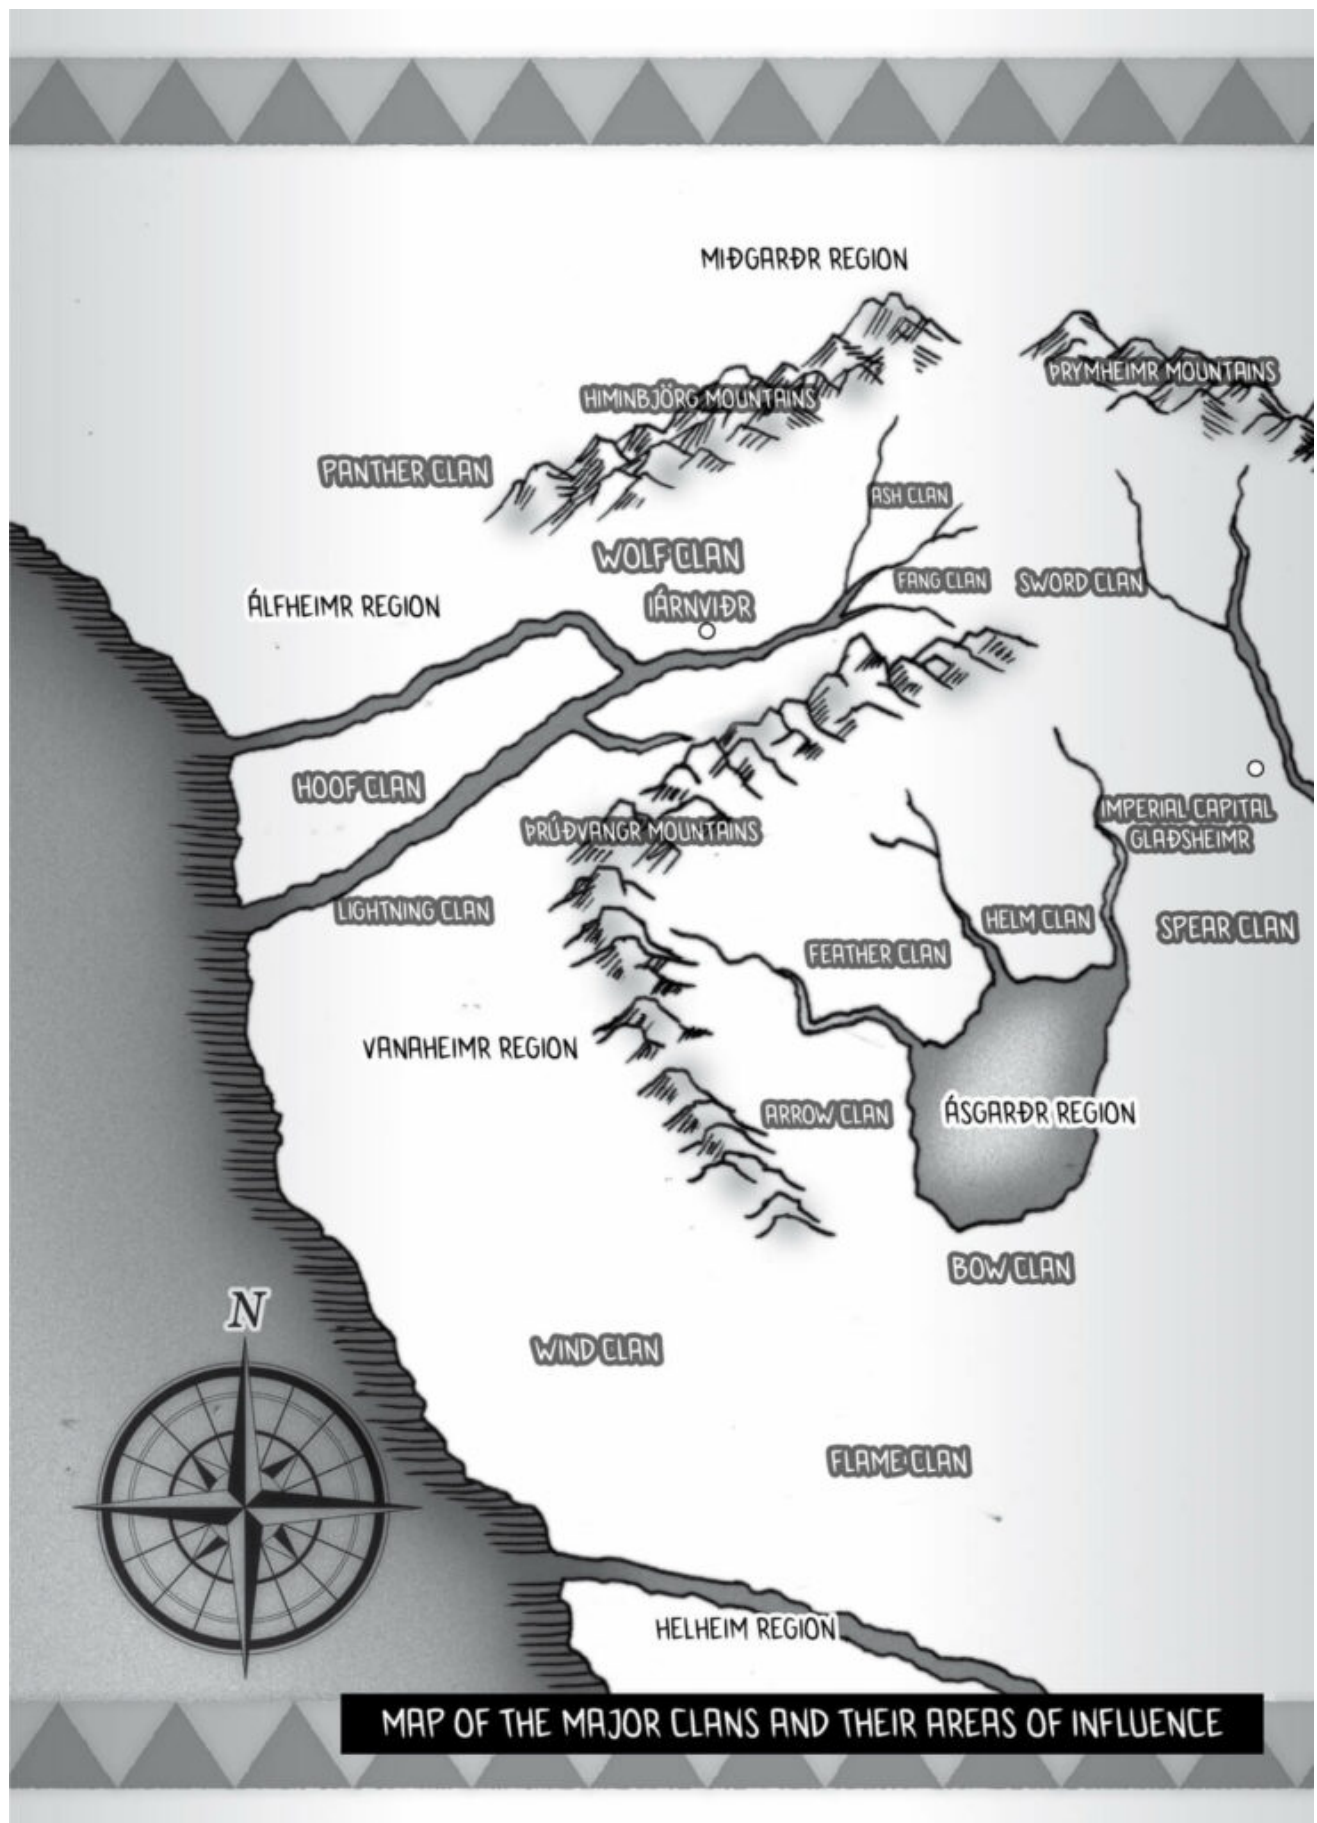 MIÐGARÐR REGION
ÞRYMHEIMR MOUNTAINS
HIMINBJÖRG MOUNTAINS
PANTHER CLAN
ASH CLAN
WOLF CLAN
FANG CLAN
SWORD CLAN
ÁLFHEIMR REGION
IÁRNVIÐR
HOOF CLAN
IMPERIAL CAPITAL
GLAÐSHEIMR
ÞRÚÐVANGR MOUNTAINS
LIGHTNING CLAN
HELM CLAN
SPEAR CLAN
FEATHER CLAN
VANAHEIMR REGION
ARROW CLAN
ÁSGARÐR REGION
BOW CLAN
N
WIND CLAN
FLAME CLAN
HELHEIM REGION
MAP OF THE MAJOR CLANS AND THEIR AREAS OF INFLUENCE